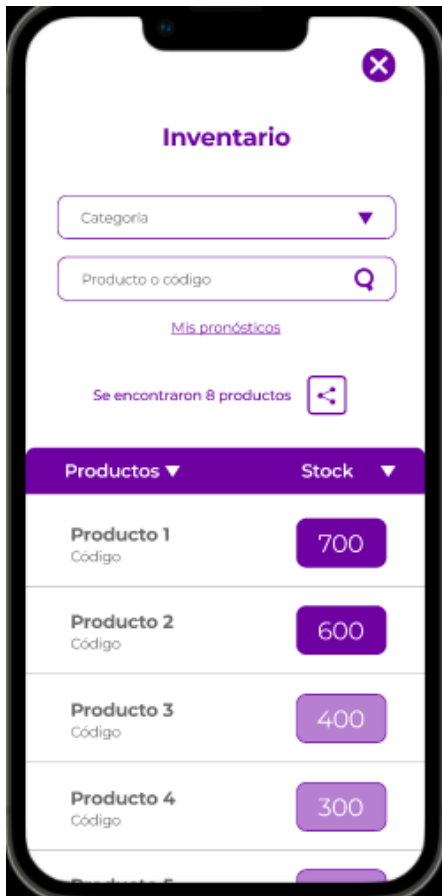 Inventario
Categoría
Producto o código
Mis pronósticos
Se encontraron 8 productos
Productos Stock
Producto 1
Código
700
Producto 2
Código
600
Producto 3
Código
400
Producto 4
Código
300